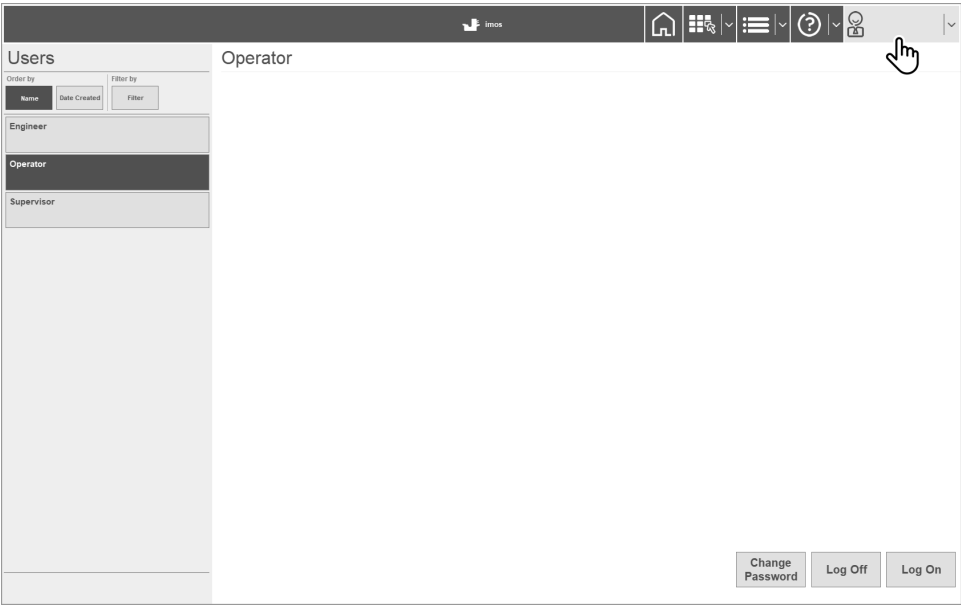 imos
Users
Operator
Order by
Filter by
Name
Date Created
Filter
Engineer
Operator
Supervisor
Change
Password
Log Off
Log On